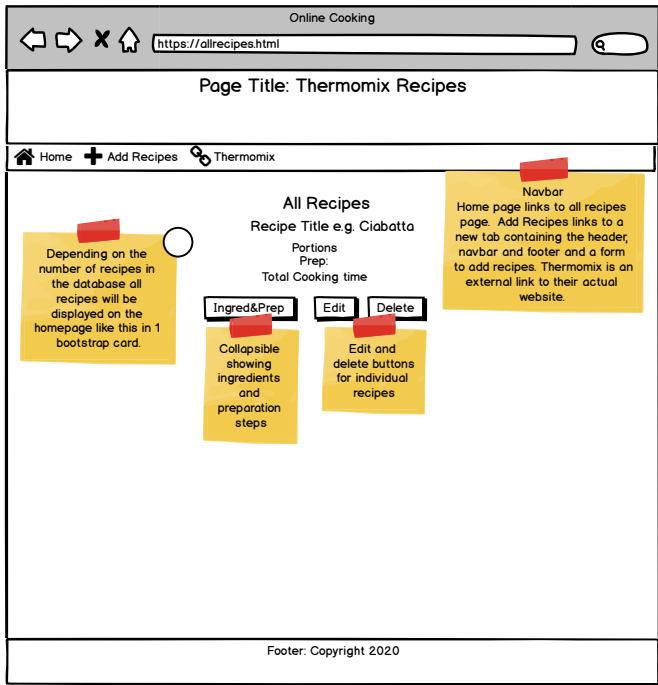 Online Cooking
https://allrecipes.html
Page Title: Thermomix Recipes
Home Add Recipes Thermomix
Navbar
Home page links to all recipes
page. Add Recipes links to a
new tab containing the header,
navbar and footer and a form
to add recipes. Thermomix is an
external link to their actual
website.
All Recipes
Recipe Title e.g. Ciabatta
Portions
Prep:
Total Cooking time
Depending on the
number of recipes in
the database all
recipes will be
displayed on the
homepage like this in 1
bootstrap card.
Ingred&Prep Edit Delete
Collapsible
showing
ingredients
and
preparation
steps
Edit and
delete buttons
for individual
recipes
Footer: Copyright 2020